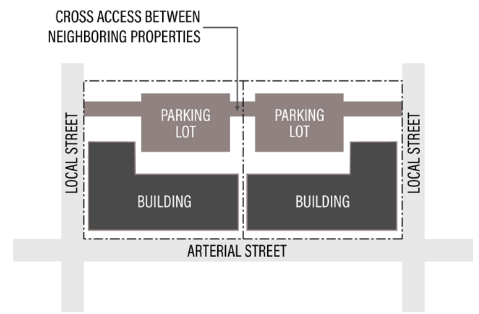 CROSS ACCESS BETWEEN
NEIGHBORING PROPERTIES
LOCAL STREET
PARKING
LOT
PARKING
LOT
LOCAL STREET
BUILDING
BUILDING
ARTERIAL STREET